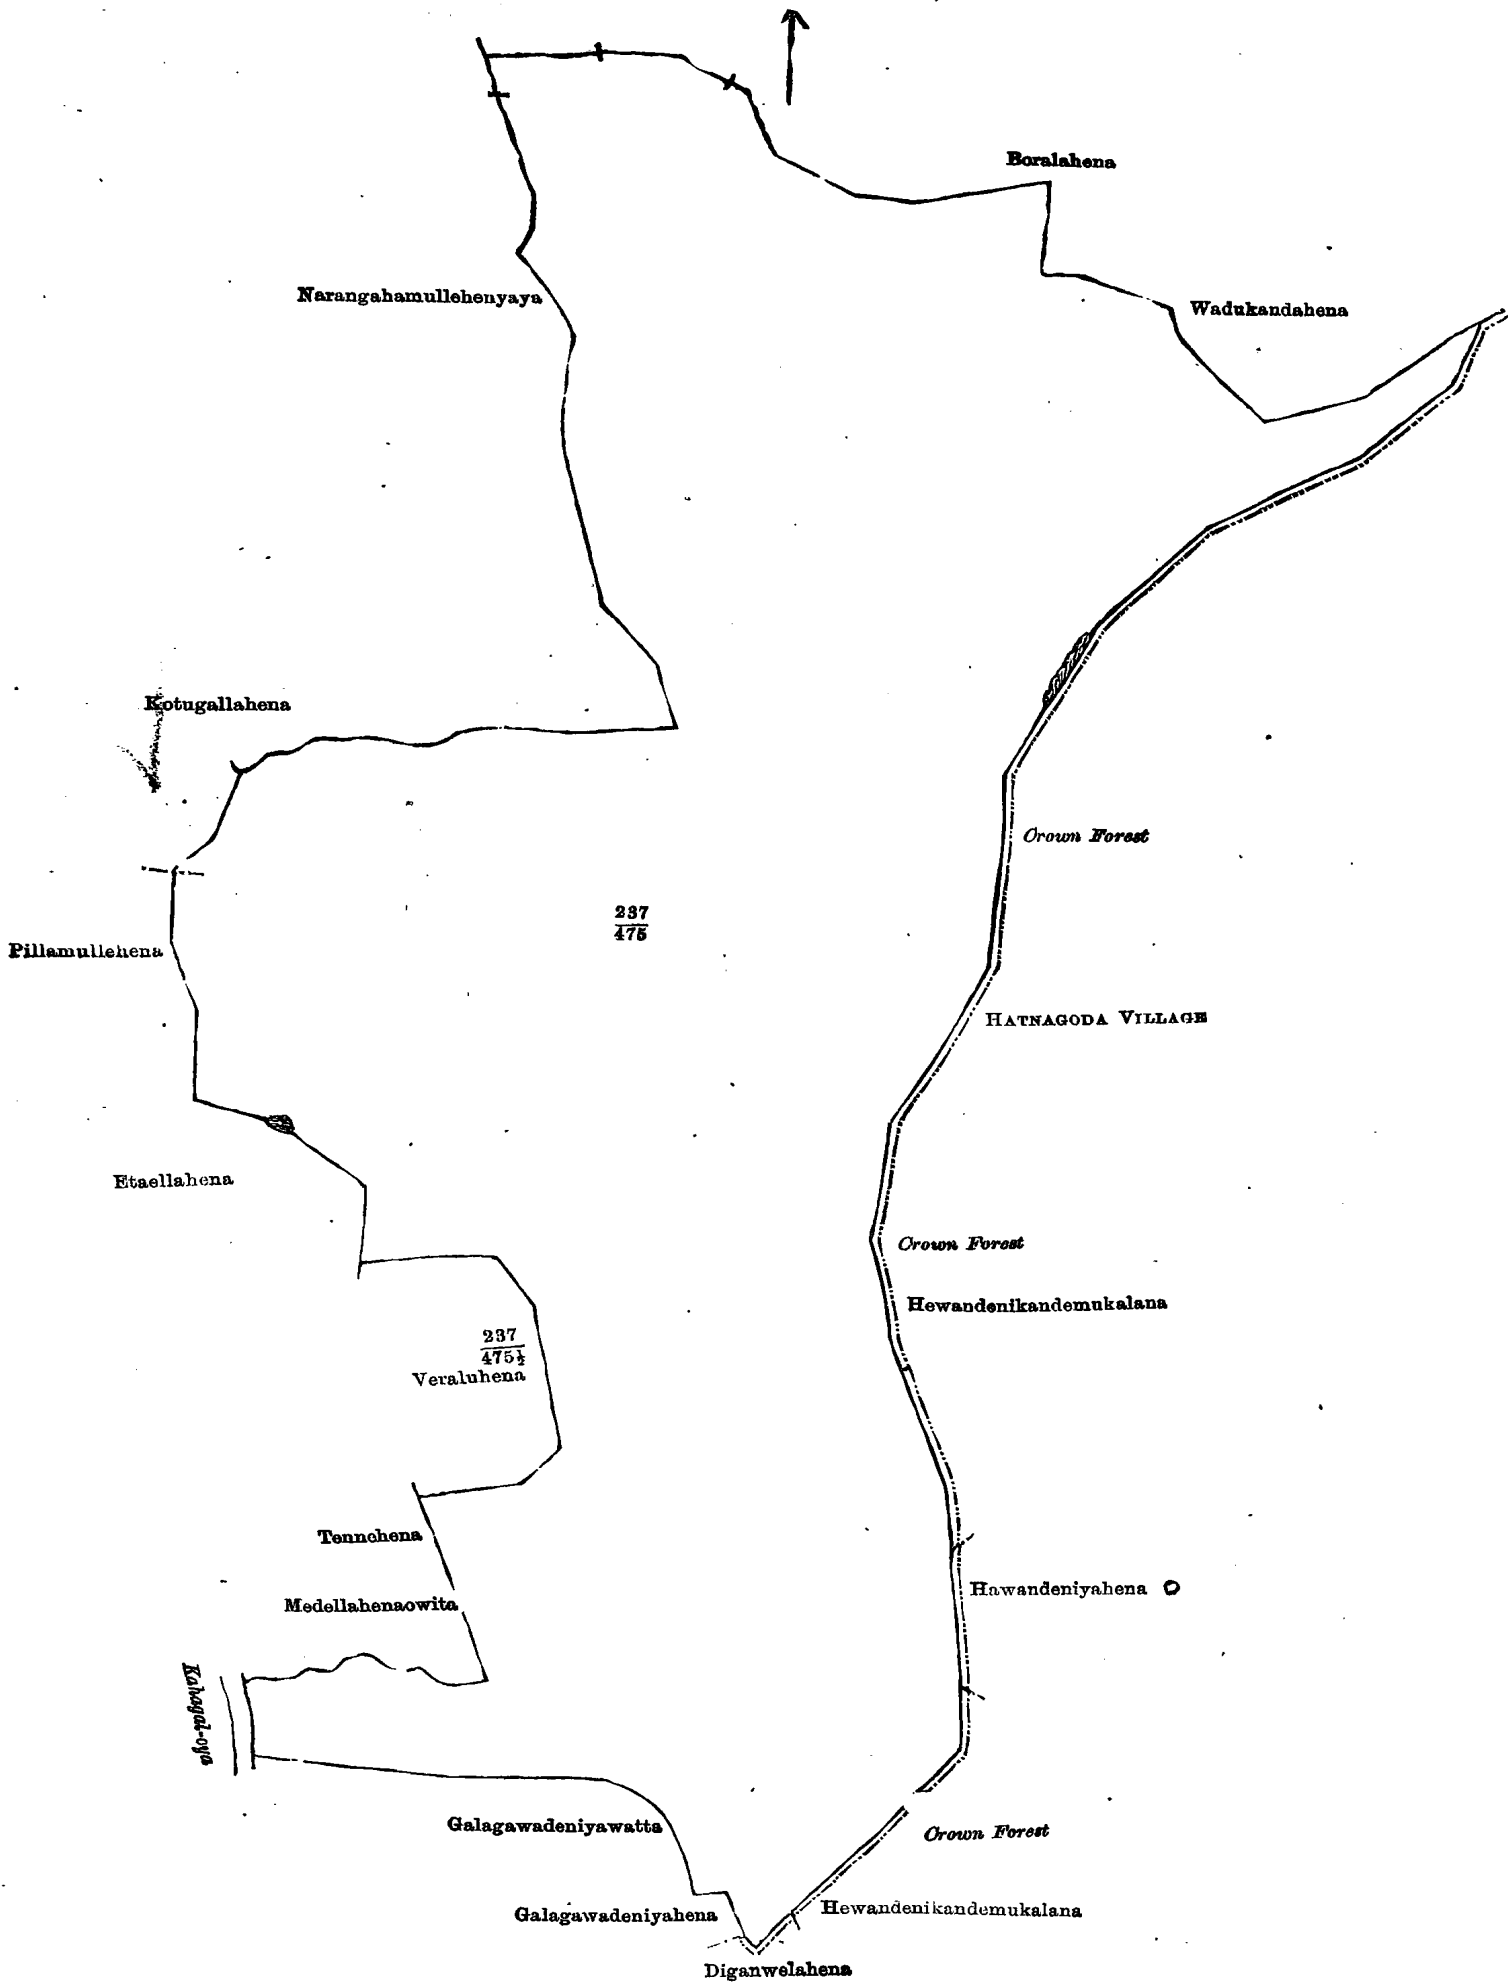 Boralahena
Narangahamullehenyaya
Wadukandahena
Kotugallahena
Crown Forest
237
475
Pillamullehena
HATNAGODA VILLAGE
Etaellahena
Crown Forest
Hewandenikandemukalana
237
475½
Veraluhena
Tennehena
Hawandeniyahena
Medellahenaowita
Kahagal-oya
Galagawadeniyawatta
Crown Forest
Galagawadeniyahena
Hewandenikandemukalana
Diganwelahena